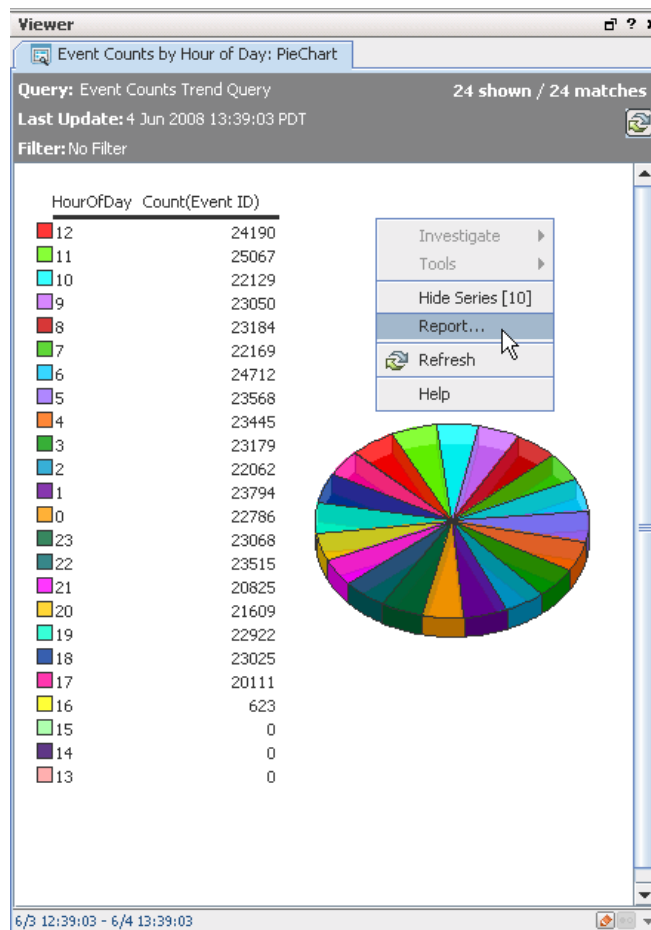 Viewer
Event Counts by Hour of Day: PieChart
Query: Event Counts Trend Query 24 shown / 24 matches
Last Update: 4 Jun 2008 13:39:03 PDT
Filter: No Filter
HourOfDay Count(Event ID)
12 24190
11 25067
10 22129
9 23050
8 23184
7 22169
6 24712
5 23568
4 23445
3 23179
2 22062
1 23794
0 22786
23 23068
22 23515
21 20825
20 21609
19 22922
18 23025
17 20111
16 623
15 0
14 0
13 0
Investigate
Tools
Hide Series [10]
Report...
Refresh
Help
6/3 12:39:03 - 6/4 13:39:03